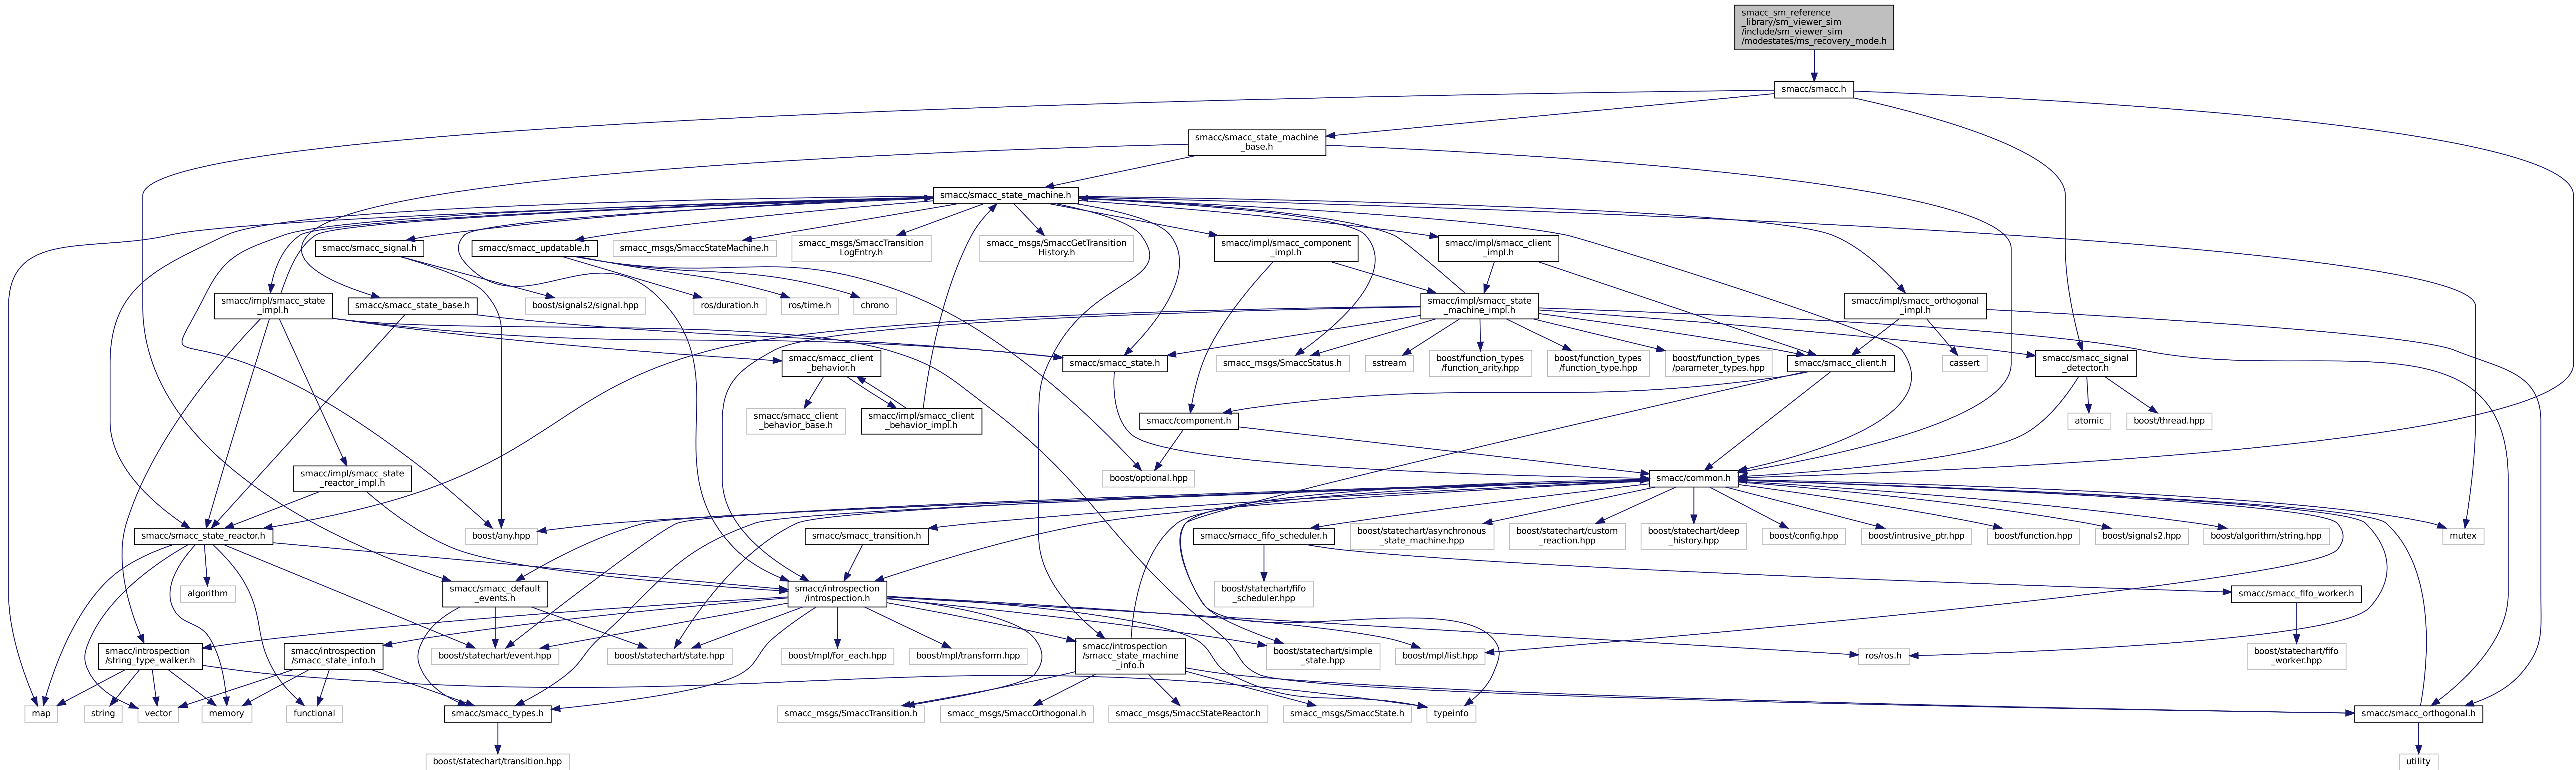 smacc_sm_reference
_library/sm_viewer_sim
/include/sm_viewer_sim
/modestates/ms_recovery_mode.h
smacc/smacc.h
smacc/smacc_state_machine
_base.h
smacc/smacc_state_machine.h
smacc/smacc_signal.h
smacc/smacc_updatable.h
smacc_msgs/SmaccStateMachine.h
smacc_msgs/SmaccTransition
LogEntry.h
smacc_msgs/SmaccGetTransition
History.h
smacc/impl/smacc_component
_impl.h
smacc/impl/smacc_client
_impl.h
smacc/impl/smacc_state
_impl.h
smacc/smacc_state_base.h
boost/signals2/signal.hpp
ros/duration.h
ros/time.h
chrono
smacc/impl/smacc_state
_machine_impl.h
smacc/impl/smacc_orthogonal
_impl.h
smacc/smacc_client
_behavior.h
smacc/smacc_state.h
smacc_msgs/SmaccStatus.h
sstream
boost/function_types
/function_arity.hpp
boost/function_types
/function_type.hpp
boost/function_types
/parameter_types.hpp
smacc/smacc_client.h
cassert
smacc/smacc_signal
_detector.h
smacc/smacc_client
_behavior_base.h
smacc/impl/smacc_client
_behavior_impl.h
smacc/component.h
atomic
boost/thread.hpp
smacc/impl/smacc_state
_reactor_impl.h
boost/optional.hpp
smacc/common.h
smacc/smacc_state_reactor.h
boost/any.hpp
smacc/smacc_transition.h
smacc/smacc_fifo_scheduler.h
boost/statechart/asynchronous
_state_machine.hpp
boost/statechart/custom
_reaction.hpp
boost/statechart/deep
_history.hpp
boost/config.hpp
boost/intrusive_ptr.hpp
boost/function.hpp
boost/signals2.hpp
boost/algorithm/string.hpp
mutex
algorithm
smacc/smacc_default
_events.h
smacc/introspection
/introspection.h
boost/statechart/fifo
_scheduler.hpp
smacc/smacc_fifo_worker.h
smacc/introspection
/string_type_walker.h
smacc/introspection
/smacc_state_info.h
boost/statechart/event.hpp
boost/statechart/state.hpp
boost/mpl/for_each.hpp
boost/mpl/transform.hpp
smacc/introspection
/smacc_state_machine
_info.h
boost/statechart/simple
_state.hpp
boost/mpl/list.hpp
ros/ros.h
boost/statechart/fifo
_worker.hpp
map
string
vector
memory
functional
smacc/smacc_types.h
smacc_msgs/SmaccTransition.h
smacc_msgs/SmaccOrthogonal.h
smacc_msgs/SmaccStateReactor.h
smacc_msgs/SmaccState.h
typeinfo
smacc/smacc_orthogonal.h
boost/statechart/transition.hpp
utility